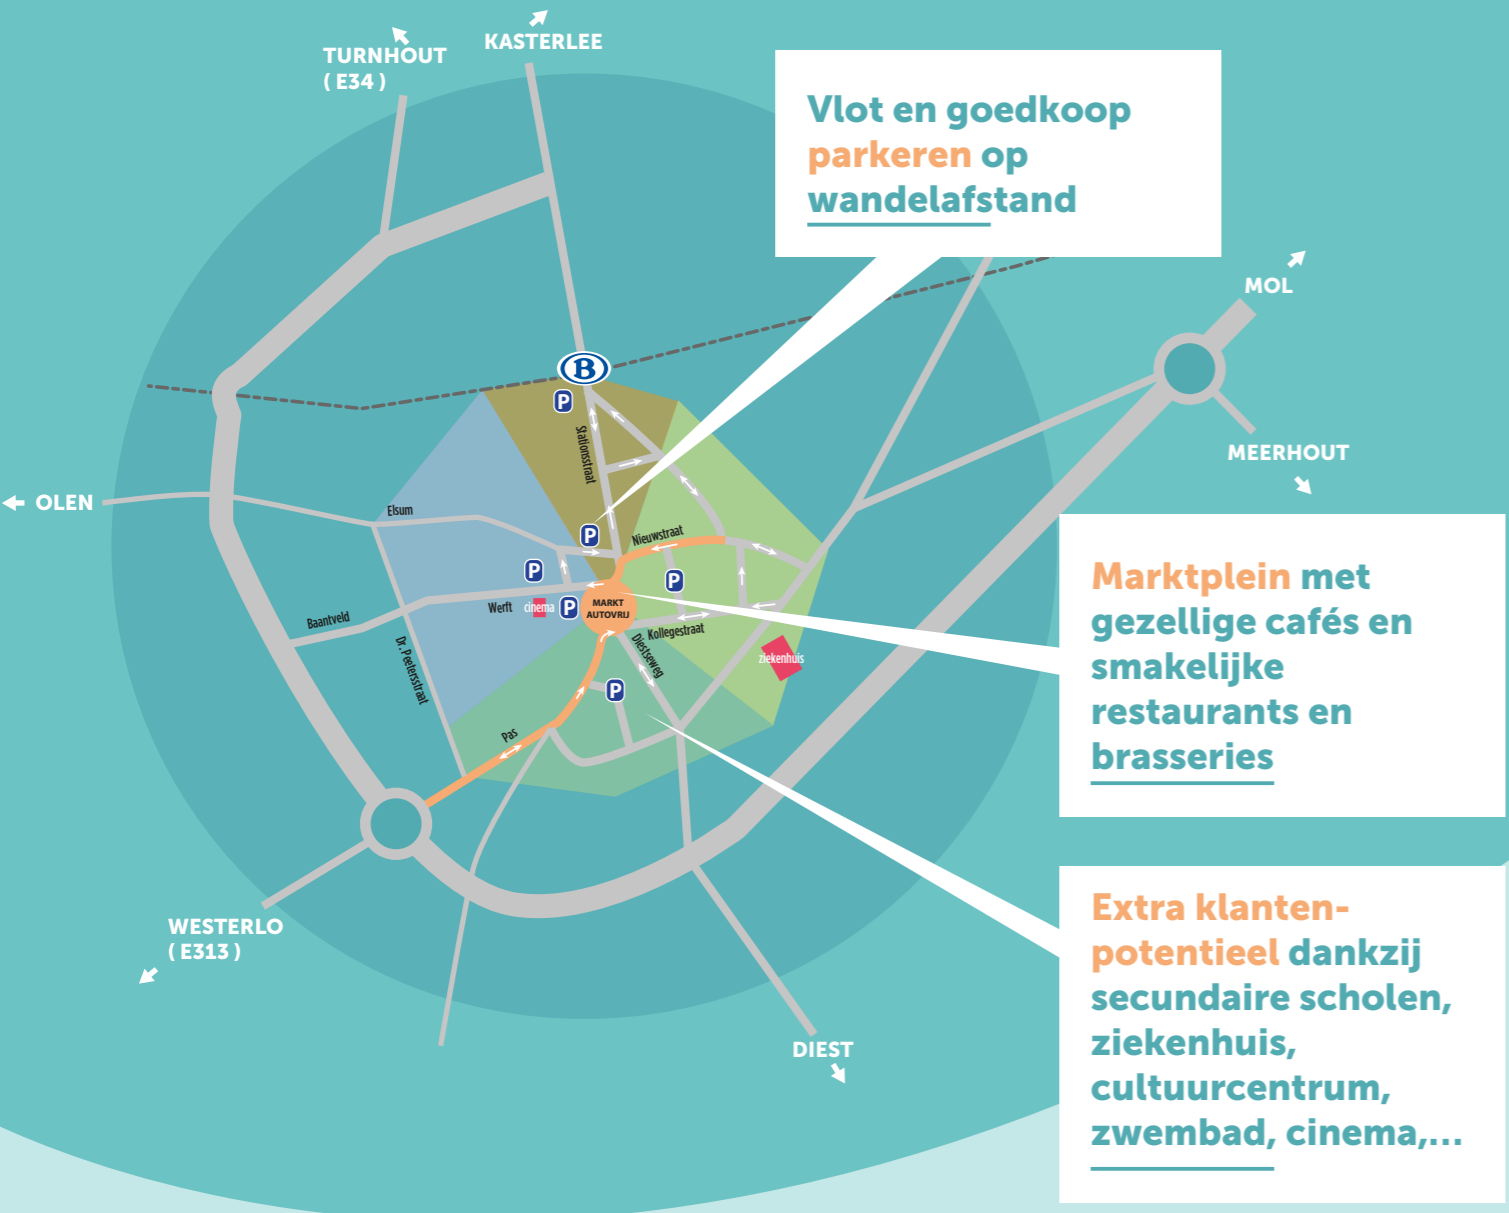 KASTERLEE
TURNHOUT
( E34 )
Vlot en goedkoop
parkeren op
wandelafstand
MOL
MEERHOUT
OLEN
B
P
Stationsstraat
Elsum
P
Nieuwstraat
P
P
Werft
cinema
P
MARKT
AUTOVRIJ
Baantveld
Kollegestraat
Diestseweg
Dr. Peetersstraat
ziekenhuis
P
Pas
Marktplein met
gezellige cafés en
smakelijke
restaurants en
brasseries
WESTERLO
( E313 )
DIEST
Extra klanten-
potentieel dankzij
secundaire scholen,
ziekenhuis,
cultuurcentrum,
zwembad, cinema,...